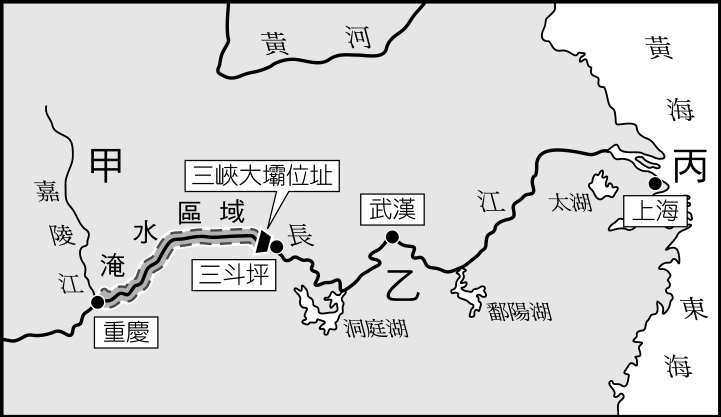 黃河
黃海
甲
丙
三峽大壩位址
嘉陵江
淹水區域
武漢
長江
太湖
上海
三斗坪
乙
重慶
洞庭湖
鄱陽湖
東海